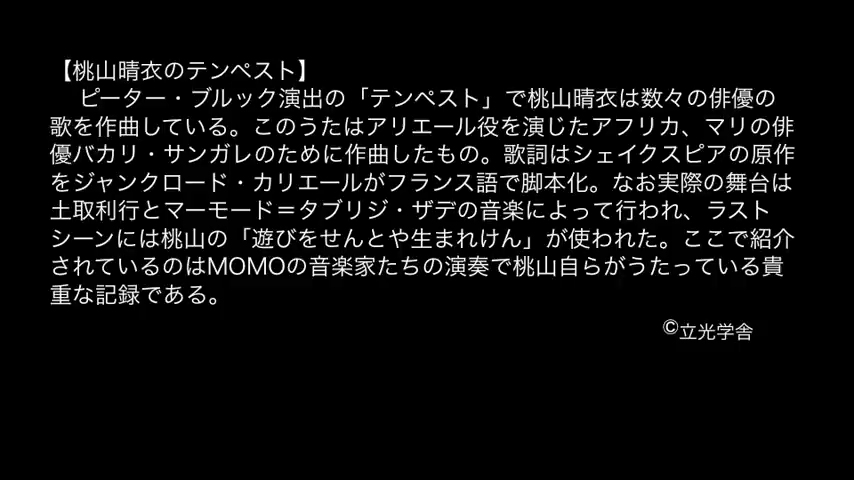 【桃山晴衣のテンペスト】
ピーター・ブルック演出の「テンペスト」で桃山晴衣は数々の俳優の
歌を作曲している。このうたはアリエール役を演じたアフリカ、マリの俳
優バカリ・サンガレのために作曲したもの。歌詞はシェイクスピアの原作
をジャンクロード・カリエールがフランス語で脚本化。なお実際の舞台は
土取利行とマーモード＝タブリジ・ザデの音楽によって行われ、ラスト
シーンには桃山の「遊びをせんとや生まれけん」が使われた。ここで紹介
されているのはMOMOの音楽家たちの演奏で桃山自らがうたっている貴
重な記録である。
©立光学舎